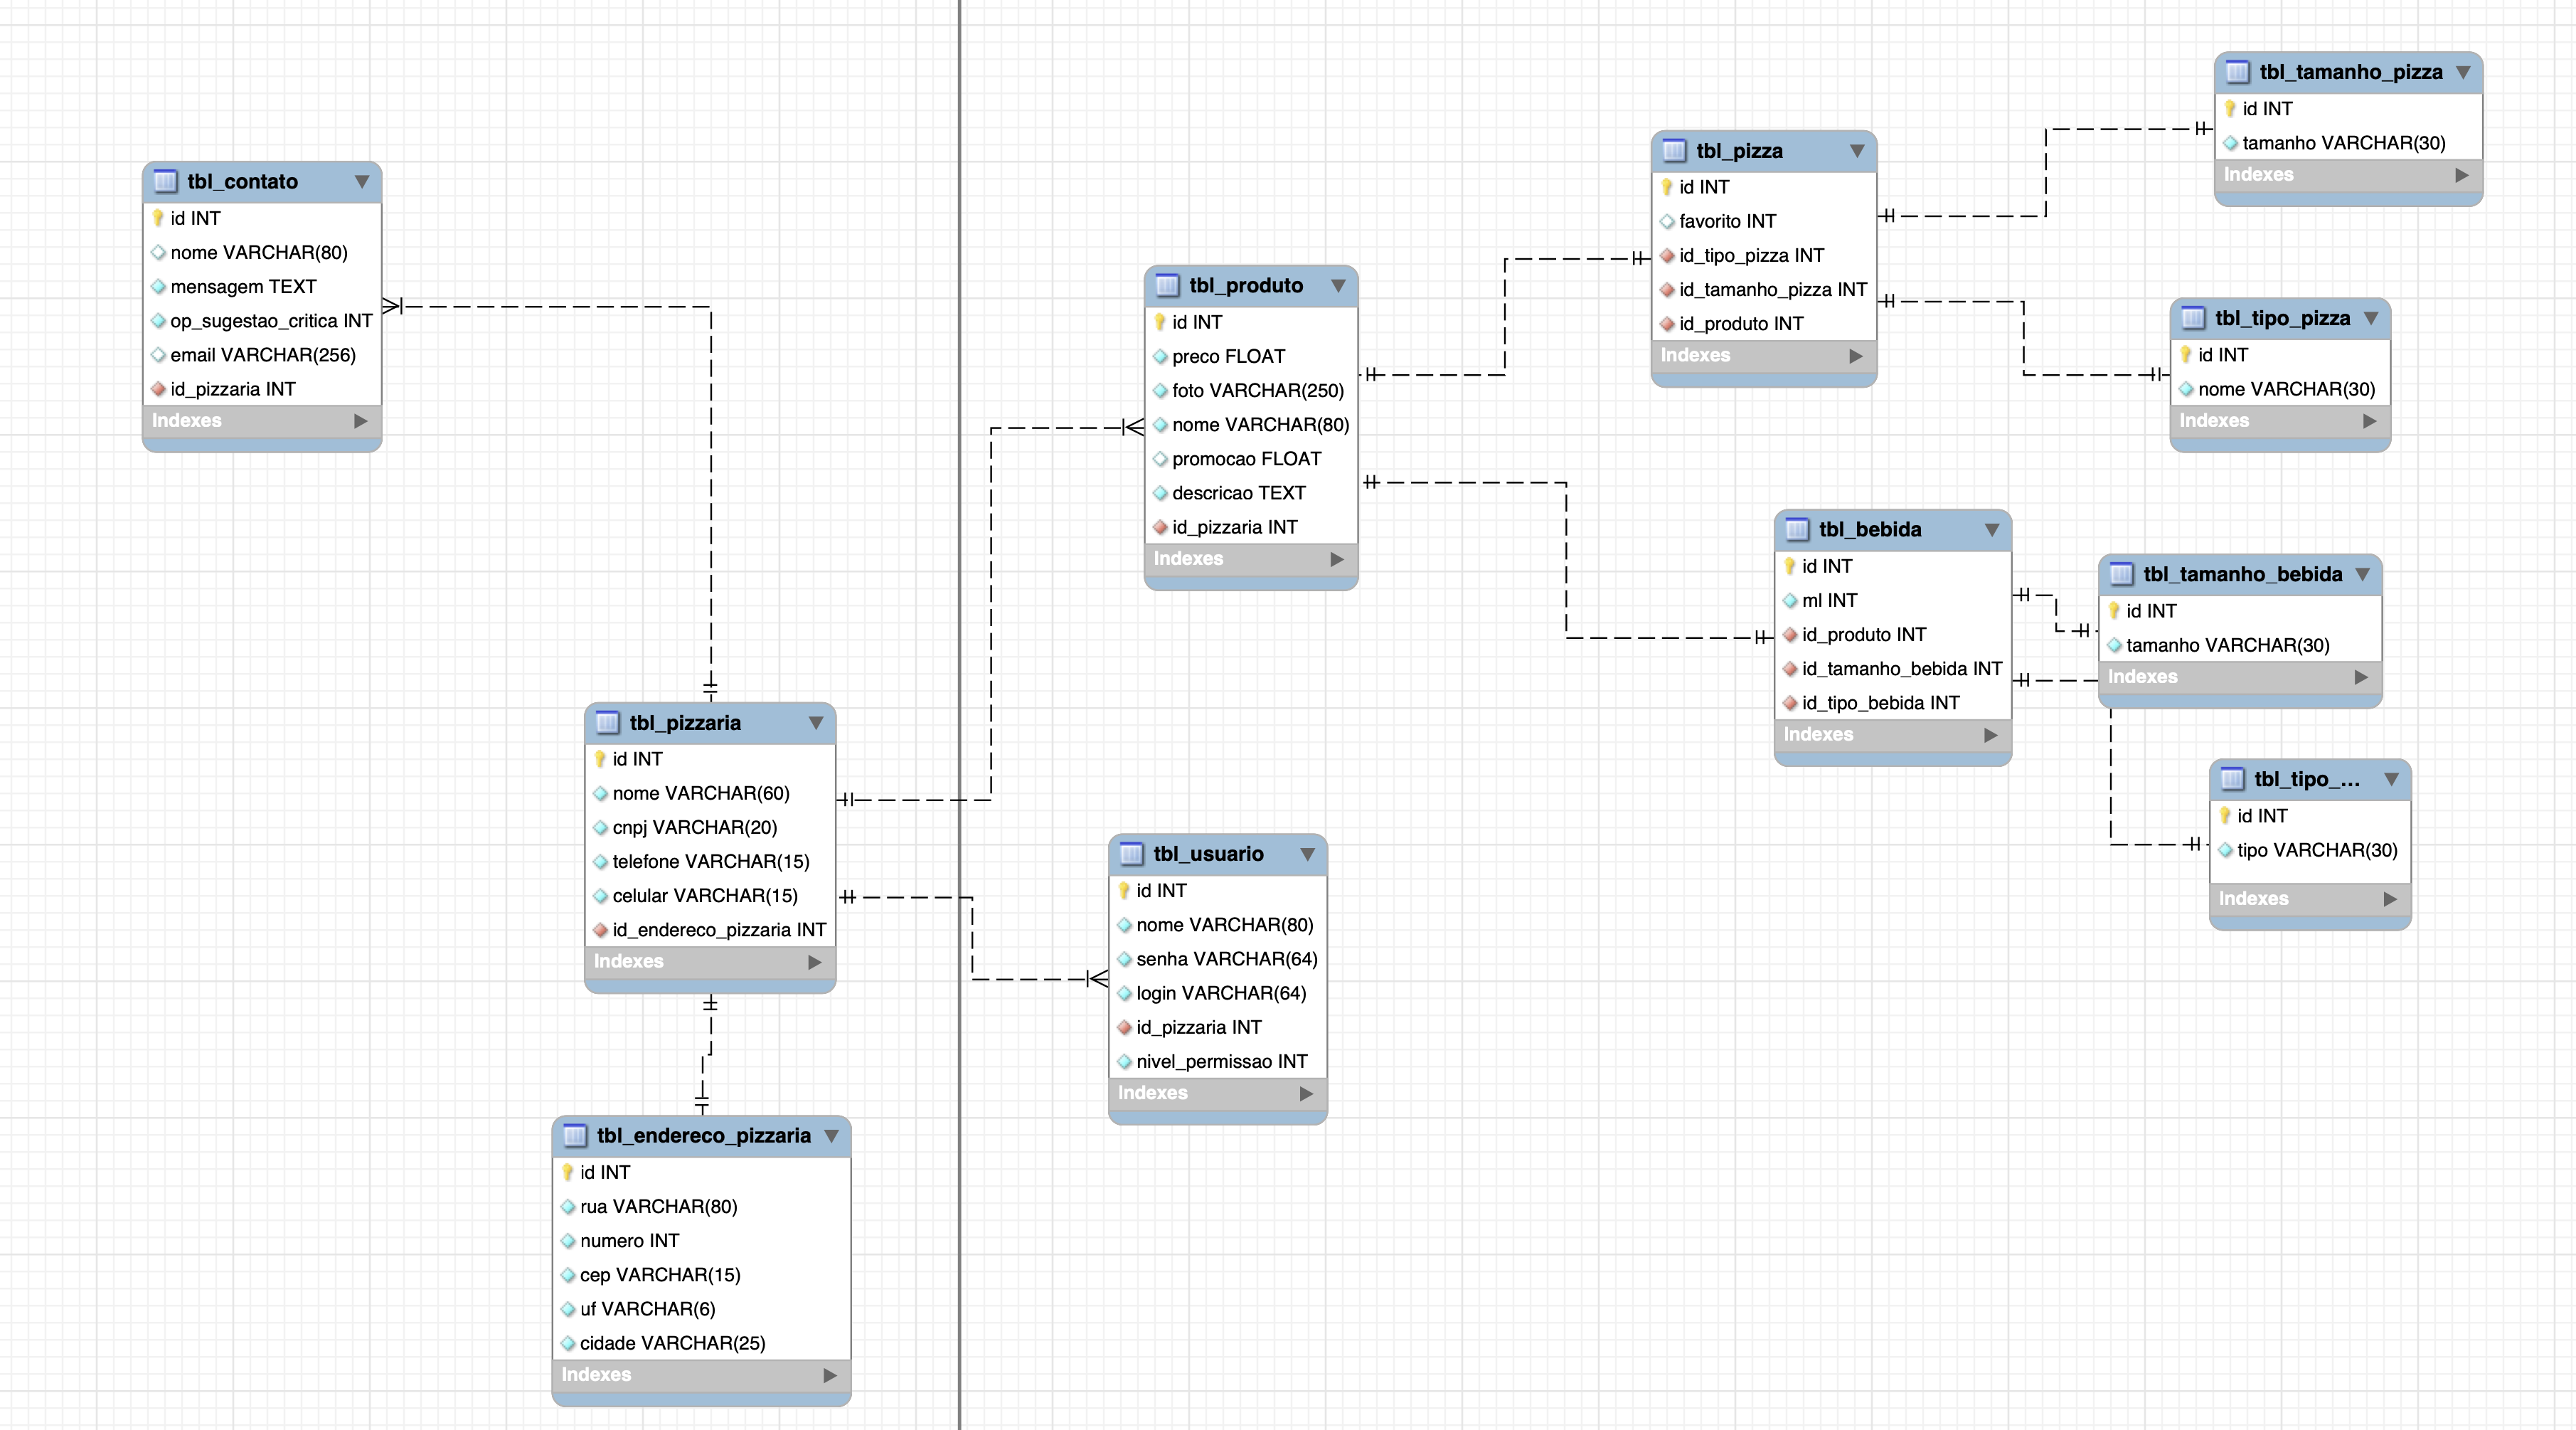 tbl_contato
id INT
nome VARCHAR(80)
mensagem TEXT
op_sugestao_critica INT
email VARCHAR(256)
id_pizzaria INT
Indexes
tbl_pizzaria
id INT
nome VARCHAR(60)
cnpj VARCHAR(20)
telefone VARCHAR(15)
celular VARCHAR(15)
id_endereco_pizzaria INT
Indexes
tbl_endereco_pizzaria
id INT
rua VARCHAR(80)
numero INT
cep VARCHAR(15)
uf VARCHAR(6)
cidade VARCHAR(25)
Indexes
tbl_produto
id INT
preco FLOAT
foto VARCHAR(250)
nome VARCHAR(80)
promocao FLOAT
descricao TEXT
id_pizzaria INT
Indexes
tbl_usuario
id INT
nome VARCHAR(80)
senha VARCHAR(64)
login VARCHAR(64)
id_pizzaria INT
nivel_permissao INT
Indexes
tbl_pizza
id INT
favorito INT
id_tipo_pizza INT
id_tamanho_pizza INT
id_produto INT
Indexes
tbl_tamanho_pizza
id INT
tamanho VARCHAR(30)
Indexes
tbl_tipo_pizza
id INT
nome VARCHAR(30)
Indexes
tbl_bebida
id INT
ml INT
id_produto INT
id_tamanho_bebida INT
id_tipo_bebida INT
Indexes
tbl_tamanho_bebida
id INT
tamanho VARCHAR(30)
Indexes
tbl_tipo_...
id INT
tipo VARCHAR(30)
Indexes